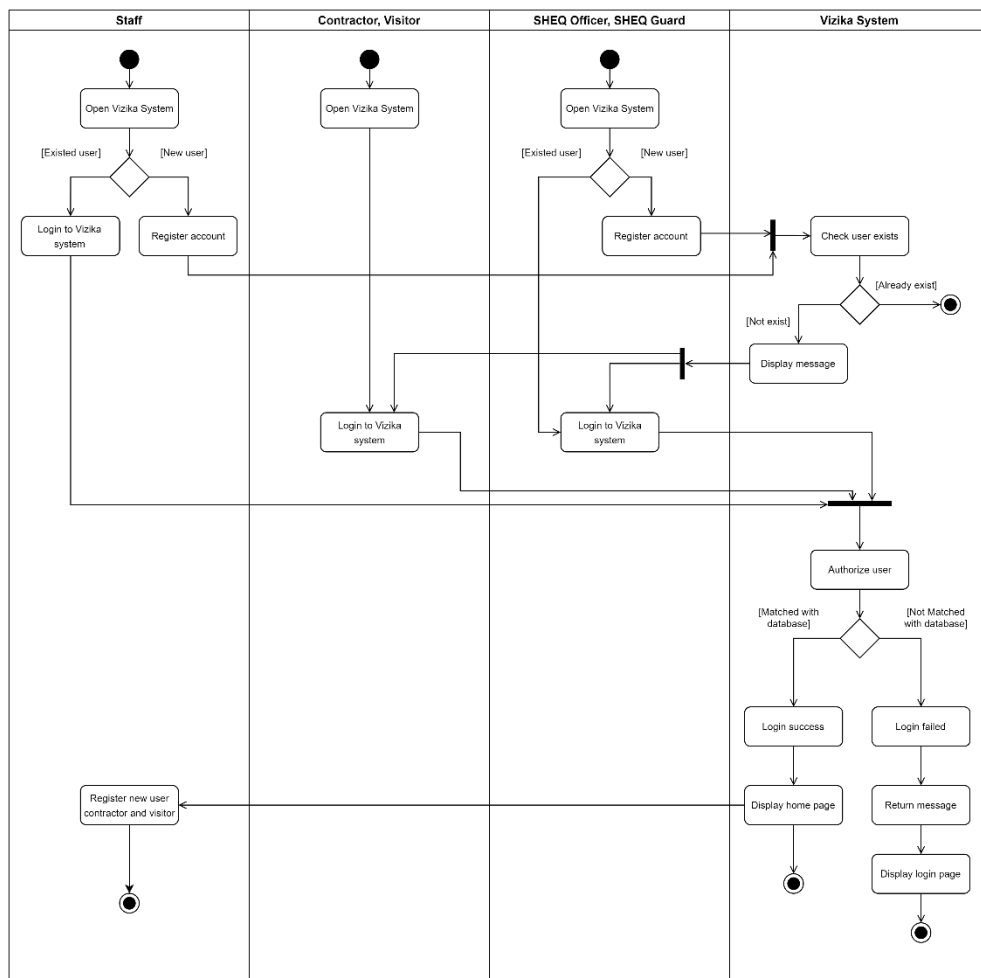 Staff
Contractor, Visitor
SHEQ Officer, SHEQ Guard
Vizika System
Open Vizika System
Open Vizika System
Open Vizika System
[Existed user]
[New user]
[Existed user]
[New user]
Login to Vizika
system
Register account
Register account
Check user exists
[Already exist]
[Not exist]
Display message
Login to Vizika
system
Login to Vizika
system
Authorize user
[Matched with
database]
[Not Matched
with database]
Login success
Login failed
Register new user
contractor and visitor
Display home page
Return message
Display login page